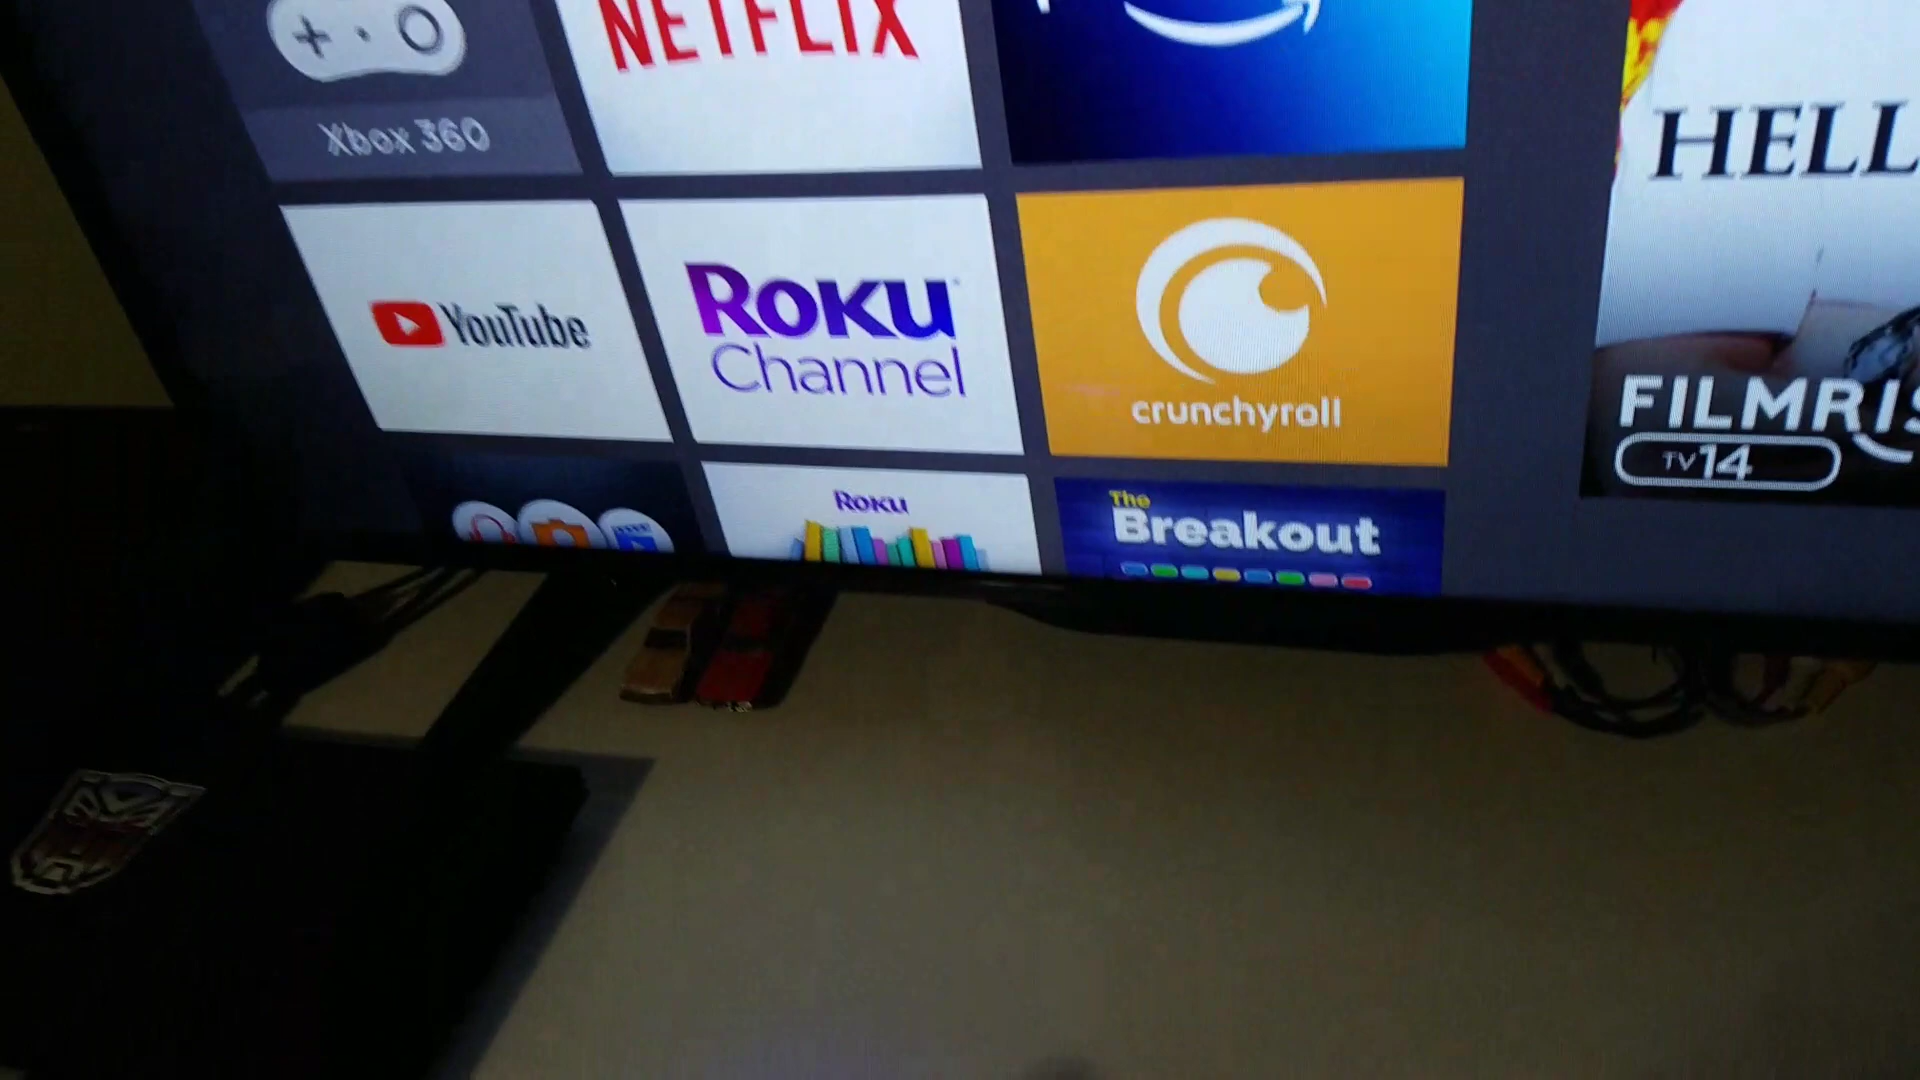 NETFLIX
Xbox 360
HELL
YouTube
Roku
Channel
crunchyroll
FILMRIS
TV14
Roku
The
Breakout